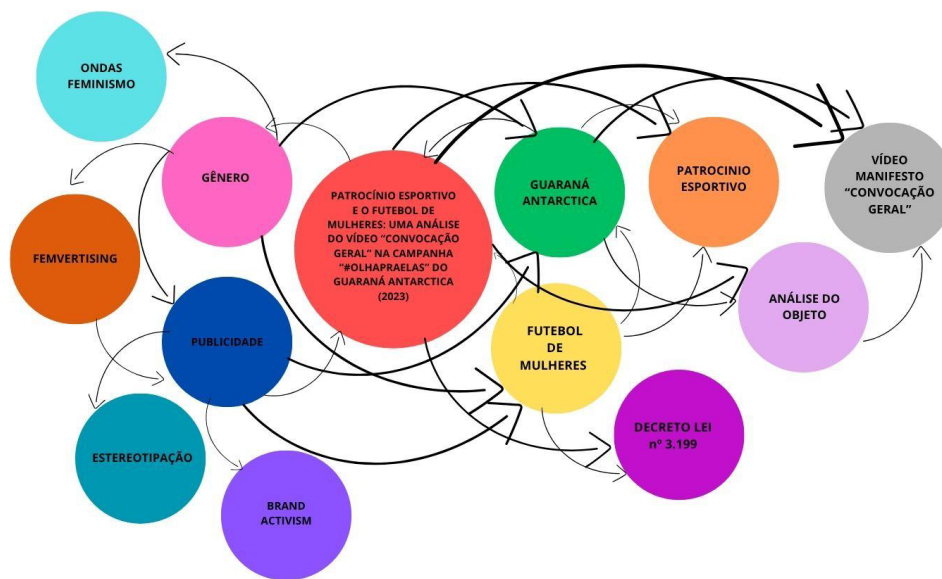 ONDAS
FEMINISMO
GÊNERO
FEMVERTISING
PUBLICIDADE
ESTEREOTIPAÇÃO
BRAND
ACTIVISM
PATROCÍNIO ESPORTIVO
E O FUTEBOL DE
MULHERES: UMA ANÁLISE
DO VÍDEO "CONVOCAÇÃO
GERAL" NA CAMPANHA
"#OLHAPRAELAS" DO
GUARANÁ ANTARCTICA
(2023)
GUARANÁ
ANTARCTICA
FUTEBOL
DE
MULHERES
PATROCINIO
ESPORTIVO
DECRETO LEI
nº 3.199
ANÁLISE DO
OBJETO
VÍDEO
MANIFESTO
"CONVOCAÇÃO
GERAL"